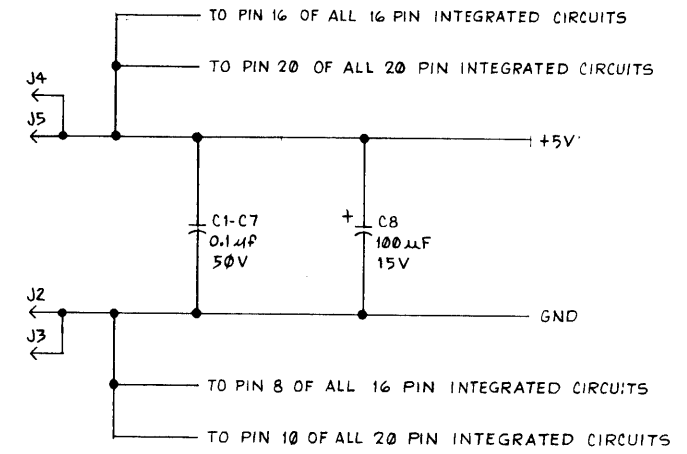 TO PIN 16 OF ALL 16 PIN INTEGRATED CIRCUITS
TO PIN 20 OF ALL 20 PIN INTEGRATED CIRCUITS
J4
J5
+5V
C1-C7
0.1µf
50V
+
C8
100µF
15V
J2
GND
J3
TO PIN 8 OF ALL 16 PIN INTEGRATED CIRCUITS
TO PIN 10 OF ALL 20 PIN INTEGRATED CIRCUITS